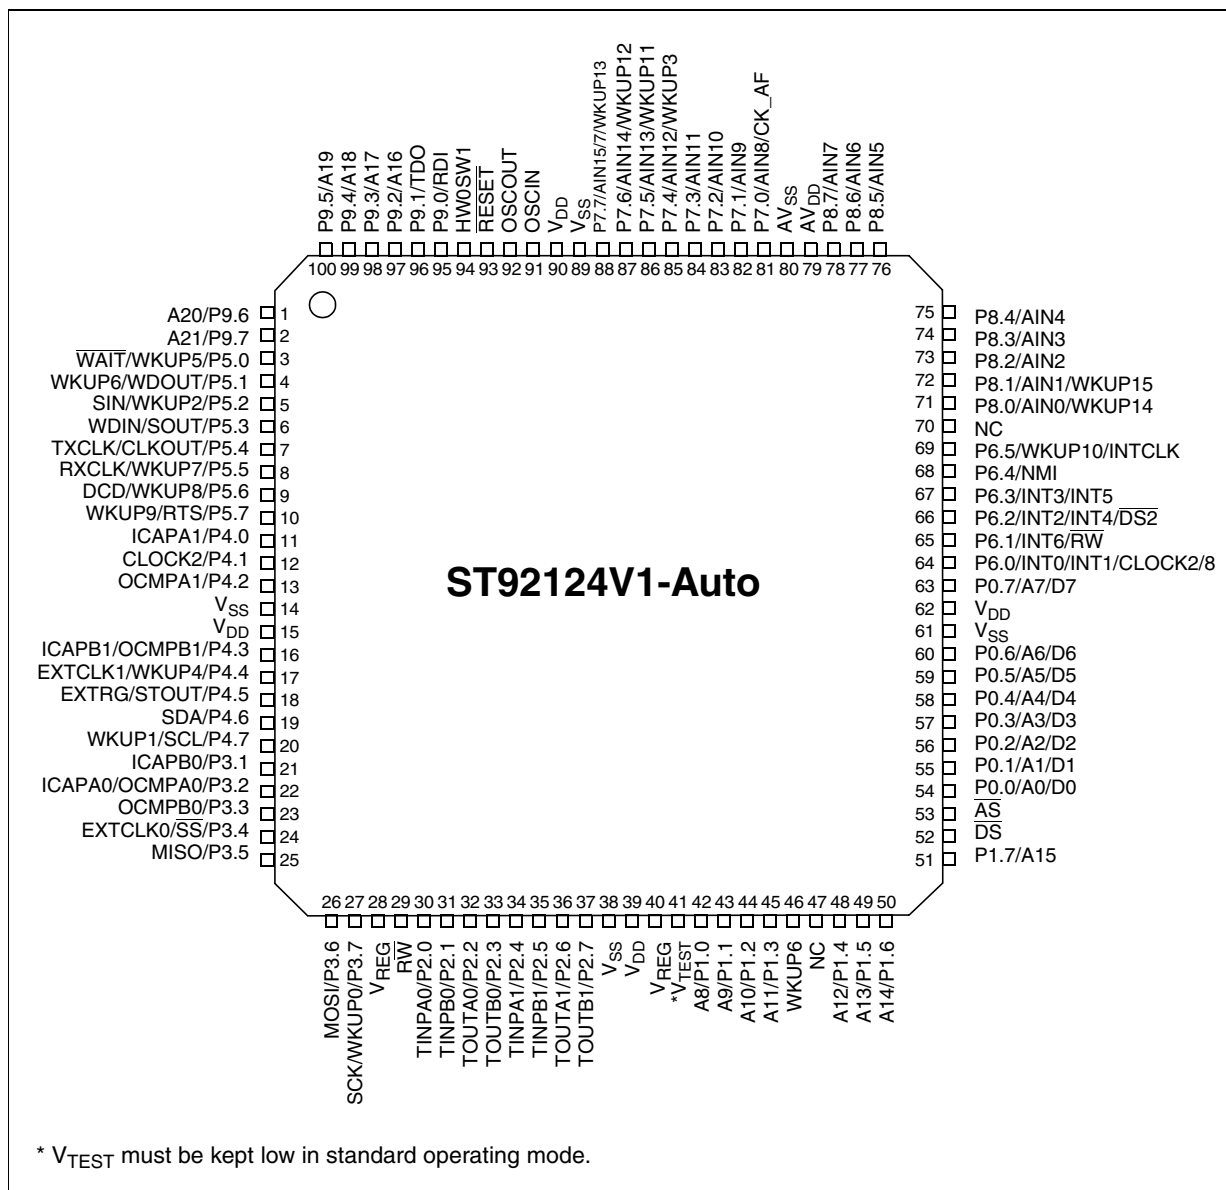 P9.5/A19
P9.4/A18
P9.3/A17
P9.2/A16
P9.1/TDO
P9.0/RDI
HW0SW1
RESET
OSCOUT
OSCIN
VDD
VSS
P7.7/AIN15/7/WKUP13
P7.6/AIN14/WKUP12
P7.5/AIN13/WKUP11
P7.4/AIN12/WKUP3
P7.3/AIN11
P7.2/AIN10
P7.1/AIN9
P7.0/AIN8/CK_AF
AVSS
AVDD
P8.7/AIN7
P8.6/AIN6
P8.5/AIN5
100 99 98 97 96 95 94 93 92 91 90 89 88 87 86 85 84 83 82 81 80 79 78 77 76
A20/P9.6 1
A21/P9.7 2
WAIT/WKUP5/P5.0 3
WKUP6/WDOUT/P5.1 4
SIN/WKUP2/P5.2 5
WDIN/SOUT/P5.3 6
TXCLK/CLKOUT/P5.4 7
RXCLK/WKUP7/P5.5 8
DCD/WKUP8/P5.6 9
WKUP9/RTS/P5.7 10
ICAPA1/P4.0 11
CLOCK2/P4.1 12
OCMPA1/P4.2 13
VSS 14
VDD 15
ICAPB1/OCMPB1/P4.3 16
EXTCLK1/WKUP4/P4.4 17
EXTRG/STOUT/P4.5 18
SDA/P4.6 19
WKUP1/SCL/P4.7 20
ICAPB0/P3.1 21
ICAPA0/OCMPA0/P3.2 22
OCMPB0/P3.3 23
EXTCLK0/SS/P3.4 24
MISO/P3.5 25
ST92124V1-Auto
75 P8.4/AIN4
74 P8.3/AIN3
73 P8.2/AIN2
72 P8.1/AIN1/WKUP15
71 P8.0/AIN0/WKUP14
70 NC
69 P6.5/WKUP10/INTCLK
68 P6.4/NMI
67 P6.3/INT3/INT5
66 P6.2/INT2/INT4/DS2
65 P6.1/INT6/RW
64 P6.0/INT0/INT1/CLOCK2/8
63 P0.7/A7/D7
62 VDD
61 VSS
60 P0.6/A6/D6
59 P0.5/A5/D5
58 P0.4/A4/D4
57 P0.3/A3/D3
56 P0.2/A2/D2
55 P0.1/A1/D1
54 P0.0/A0/D0
53 AS
52 DS
51 P1.7/A15
26 27 28 29 30 31 32 33 34 35 36 37 38 39 40 41 42 43 44 45 46 47 48 49 50
MOSI/P3.6
SCK/WKUP0/P3.7
VREG
RW
TINPA0/P2.0
TINPB0/P2.1
TOUTA0/P2.2
TOUTB0/P2.3
TINPA1/P2.4
TINPB1/P2.5
TOUTA1/P2.6
TOUTB1/P2.7
VSS
VDD
VREG
*VTEST
A8/P1.0
A9/P1.1
A10/P1.2
A11/P1.3
WKUP6
NC
A12/P1.4
A13/P1.5
A14/P1.6
* VTEST must be kept low in standard operating mode.